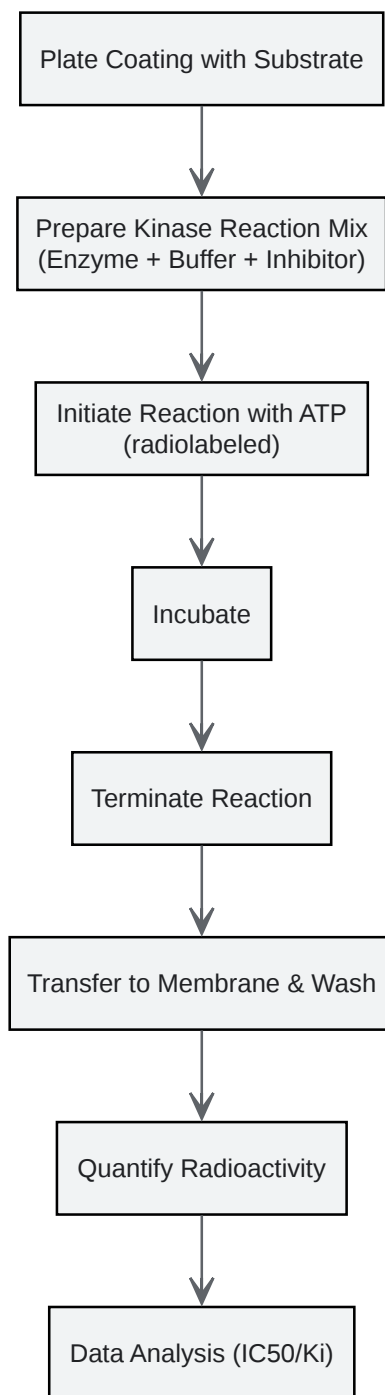 Plate Coating with Substrate
Prepare Kinase Reaction Mix
(Enzyme + Buffer + Inhibitor)
Initiate Reaction with ATP
(radiolabeled)
Incubate
Terminate Reaction
Transfer to Membrane & Wash
Quantify Radioactivity
Data Analysis (IC50/Ki)